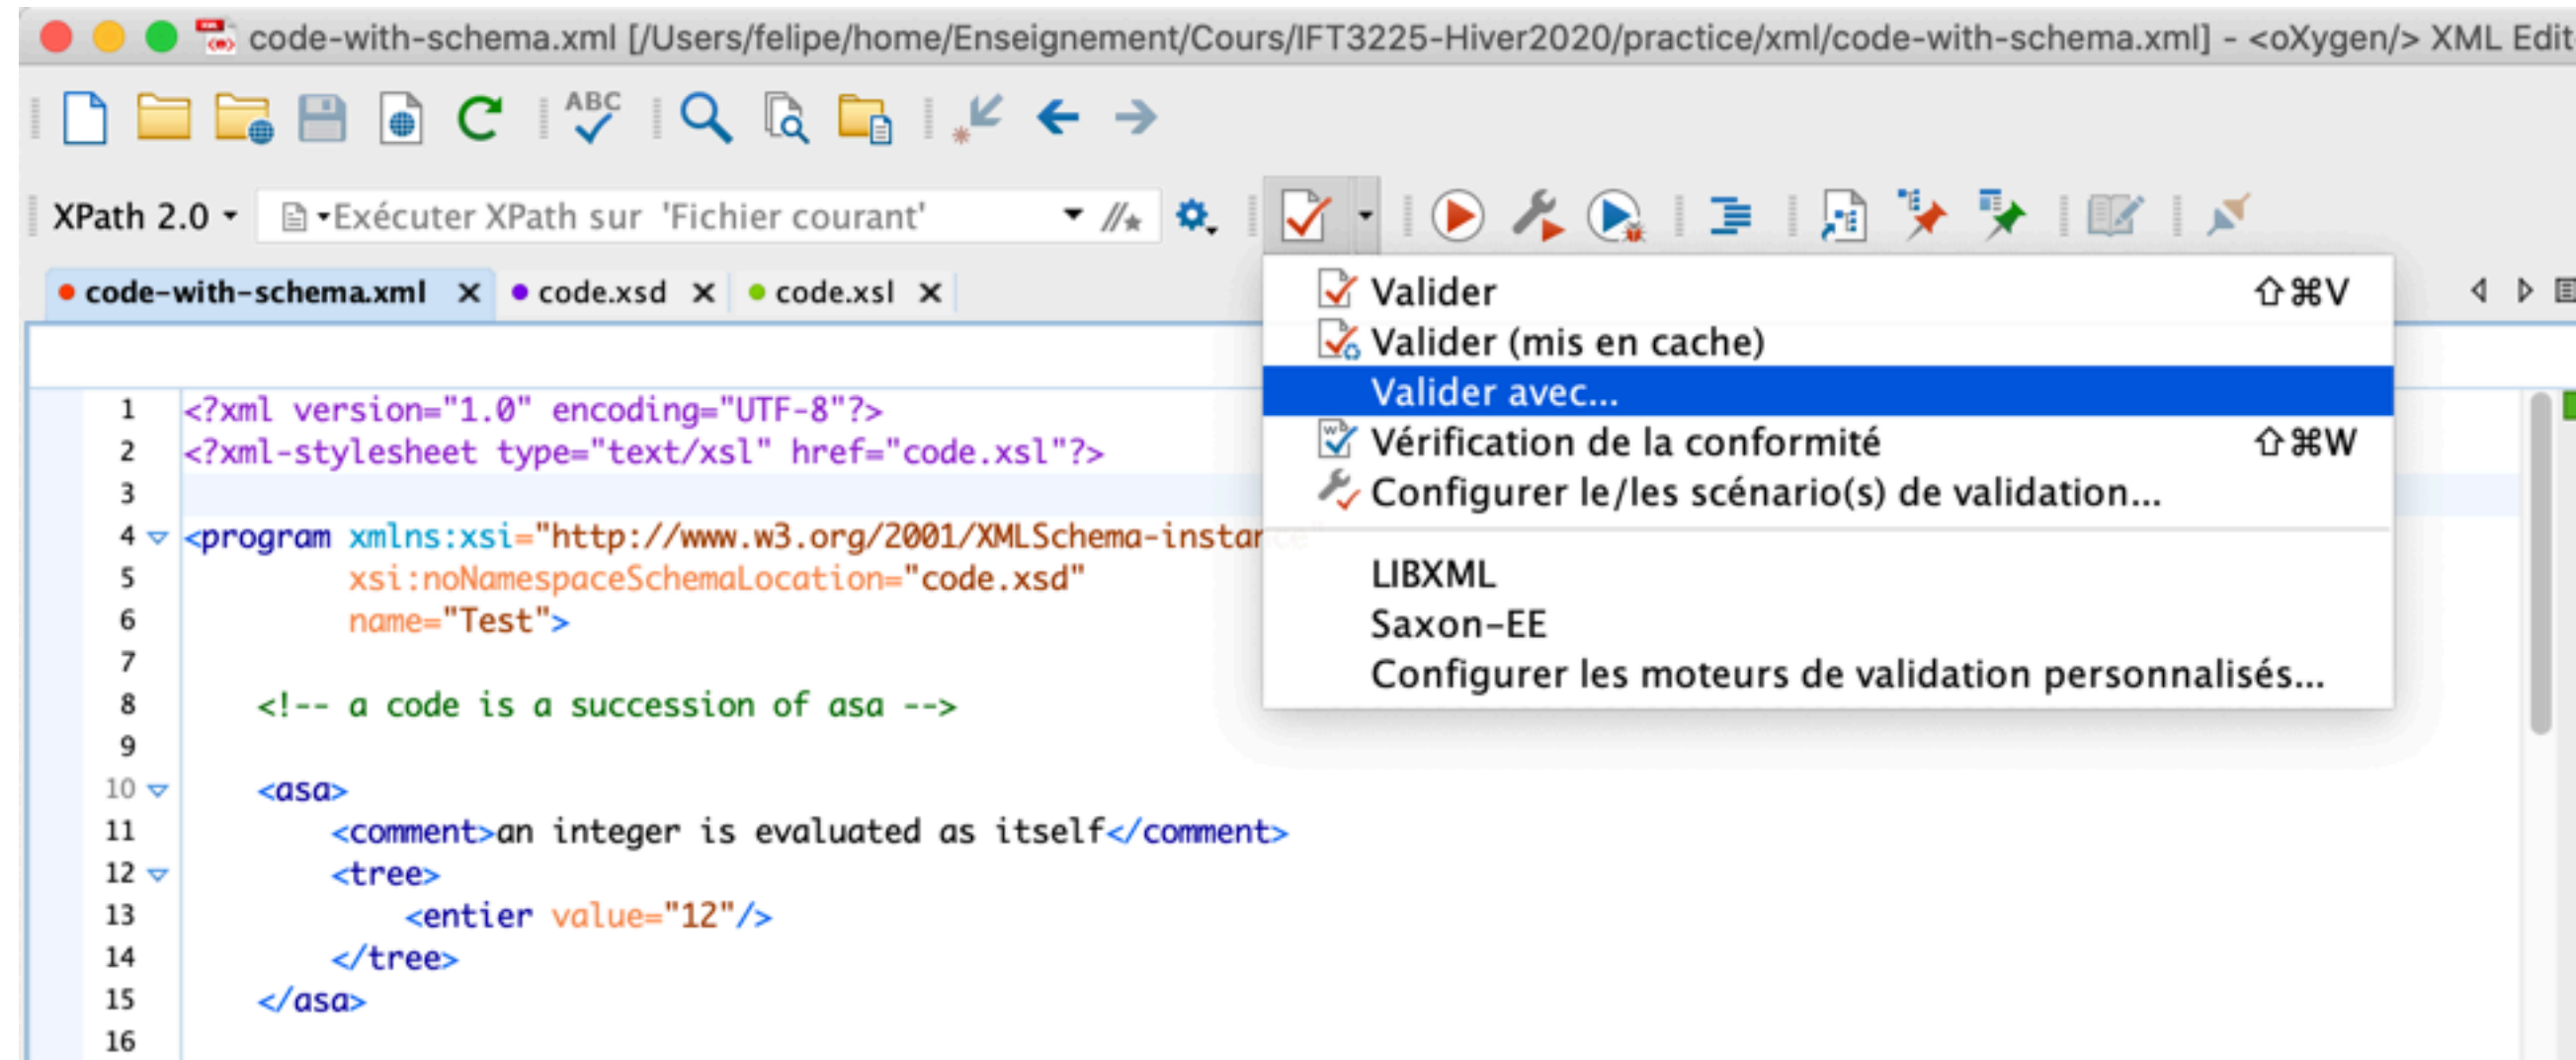 code-with-schema.xml [/Users/felipe/home/Enseignement/Cours/IFT3225-Hiver2020/practice/xml/code-with-schema.xml] - <oXygen/> XML Edit
ABC
XPath 2.0 Exécuter XPath sur 'Fichier courant'
code-with-schema.xml code.xsd code.xsl
Valider ⇧⌘V
Valider (mis en cache)
Valider avec...
Vérification de la conformité ⇧⌘W
Configurer le/les scénario(s) de validation...
LIBXML
Saxon-EE
Configurer les moteurs de validation personnalisés...
1 <?xml version="1.0" encoding="UTF-8"?>
2 <?xml-stylesheet type="text/xsl" href="code.xsl"?>
3
4 <program xmlns:xsi="http://www.w3.org/2001/XMLSchema-instance"
5 xsi:noNamespaceSchemaLocation="code.xsd"
6 name="Test">
7
8 <!-- a code is a succession of asa -->
9
10 <asa>
11 <comment>an integer is evaluated as itself</comment>
12 <tree>
13 <entier value="12"/>
14 </tree>
15 </asa>
16